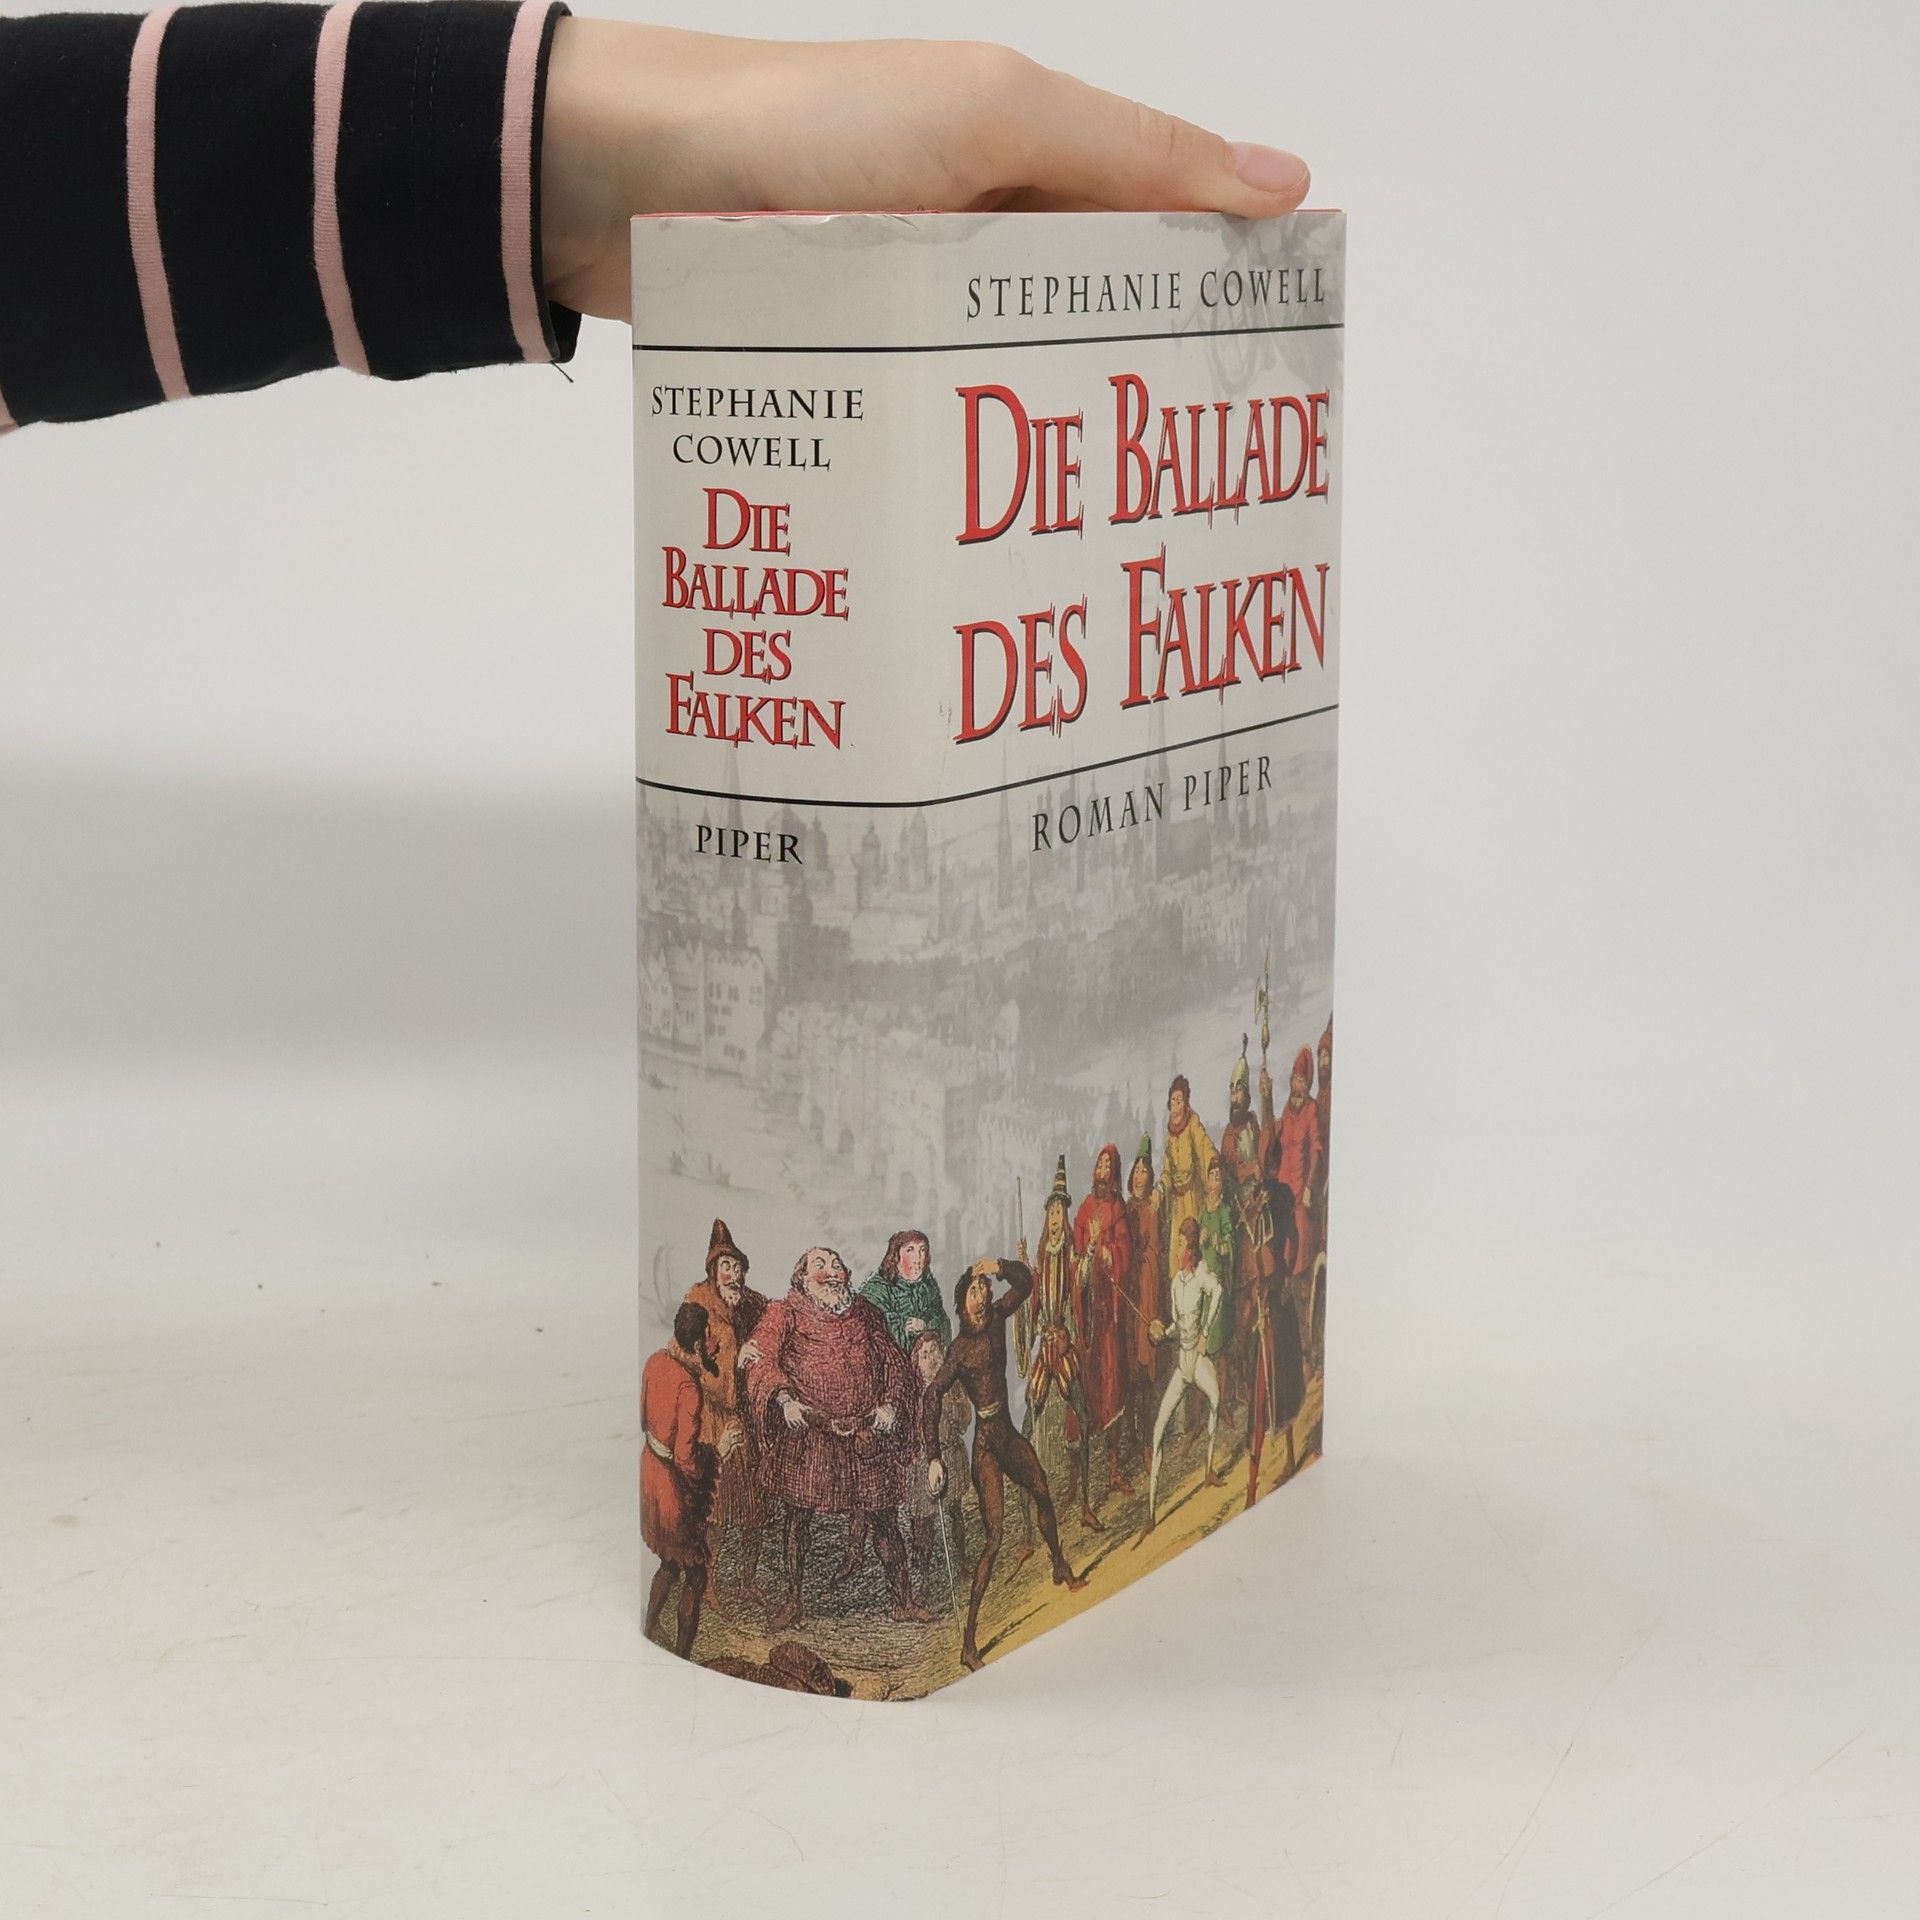 STEPHANIE
COWELL
DIE
BALLADE
DES
FALKEN
PIPER
STEPHANIE COWELL
DIE BALLADE
DES FALKEN
ROMAN PIPER